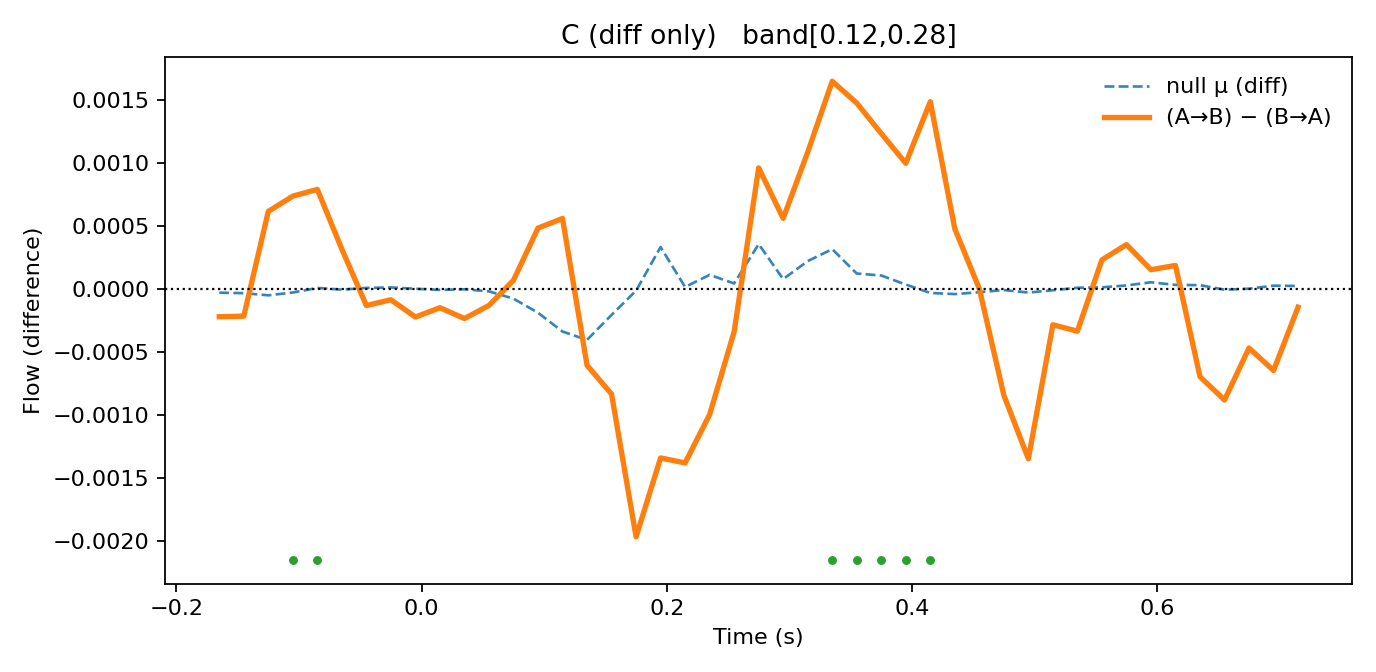 C (diff only)   band[0.12,0.28]
null μ (diff)
(A→B) − (B→A)
Flow (difference)
0.0015
0.0010
0.0005
0.0000
−0.0005
−0.0010
−0.0015
−0.0020
−0.2
0.0
0.2
0.4
0.6
Time (s)